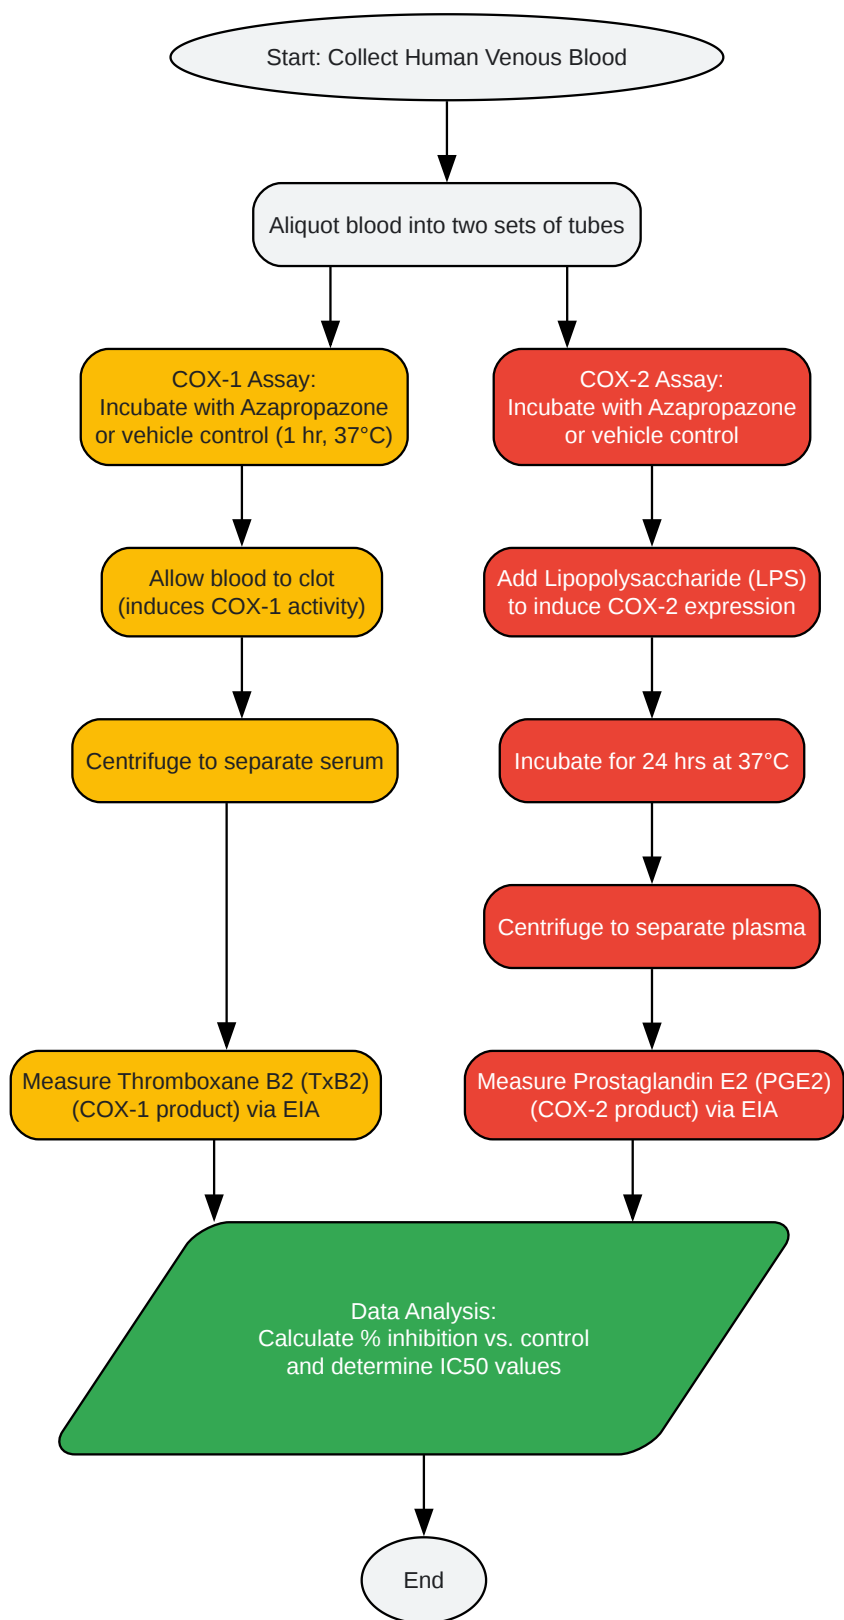 Start: Collect Human Venous Blood
Aliquot blood into two sets of tubes
COX-1 Assay:
Incubate with Azapropazone
or vehicle control (1 hr, 37°C)
COX-2 Assay:
Incubate with Azapropazone
or vehicle control
Allow blood to clot
(induces COX-1 activity)
Add Lipopolysaccharide (LPS)
to induce COX-2 expression
Centrifuge to separate serum
Incubate for 24 hrs at 37°C
Centrifuge to separate plasma
Measure Thromboxane B2 (TxB2)
(COX-1 product) via EIA
Measure Prostaglandin E2 (PGE2)
(COX-2 product) via EIA
Data Analysis:
Calculate % inhibition vs. control
and determine IC50 values
End